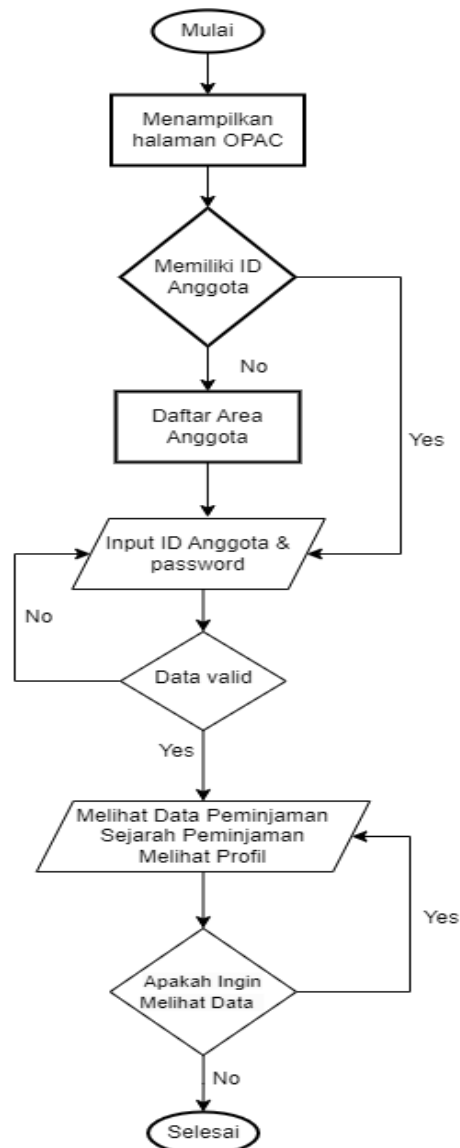 Mulai
Menampilkan
halaman OPAC
Memiliki ID
Anggota
No
Yes
Daftar Area
Anggota
Input ID Anggota &
password
No
Data valid
Yes
Melihat Data Peminjaman
Sejarah Peminjaman
Melihat Profil
Yes
Apakah Ingin
Melihat Data
No
Selesai